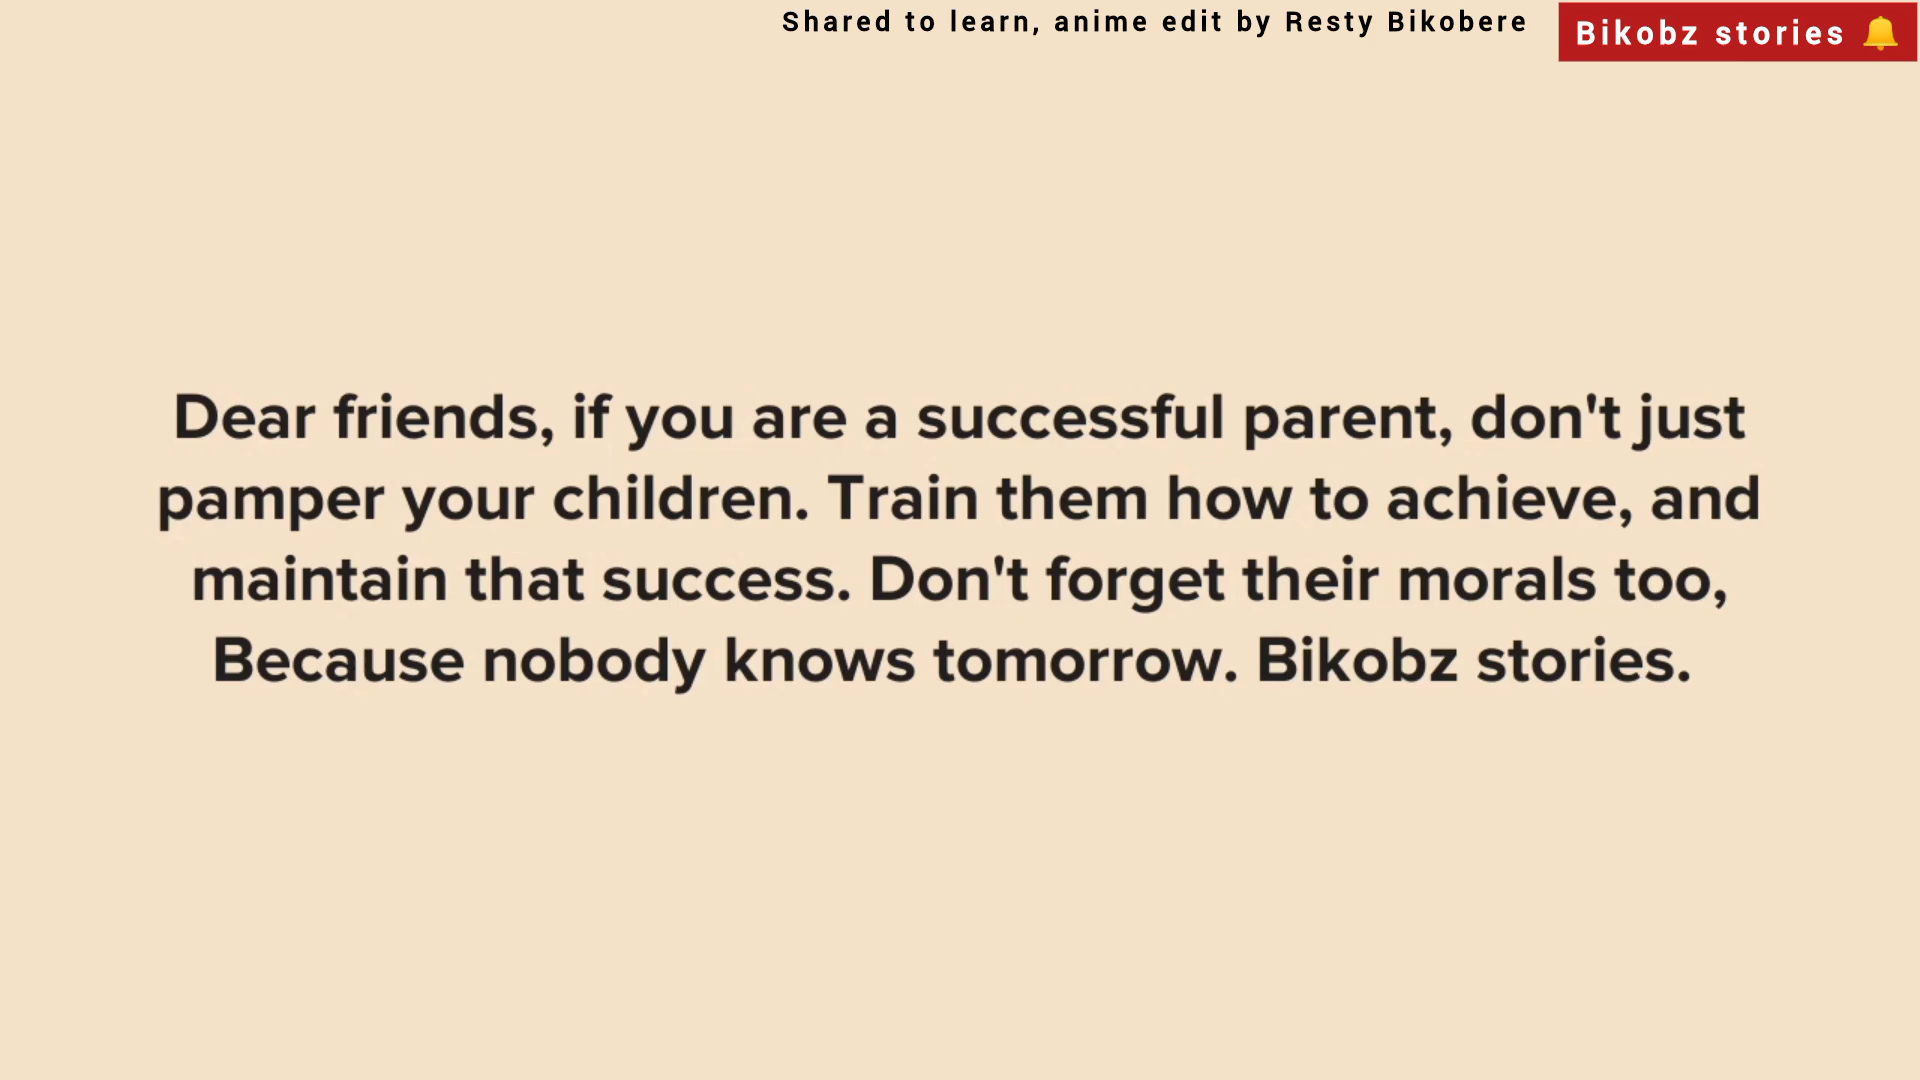 Shared to learn, anime edit by Resty Bikobere
Bikobz stories 🔔
Dear friends, if you are a successful parent, don't just
pamper your children. Train them how to achieve, and
maintain that success. Don't forget their morals too,
Because nobody knows tomorrow. Bikobz stories.